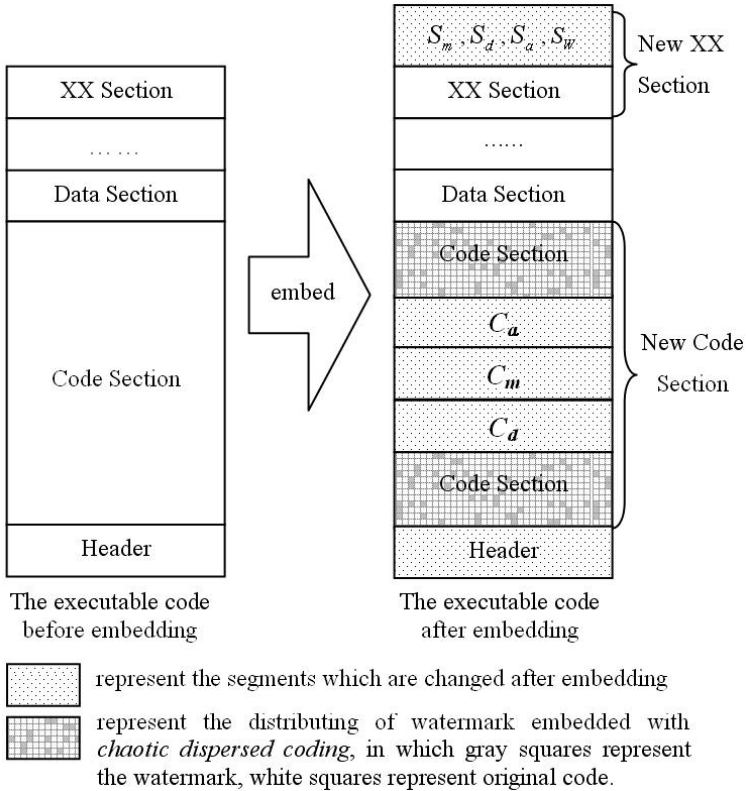 XX Section
... ...
Data Section
Code Section
Header
The executable code
before embedding
embed
S_m , S_d , S_a , S_W
XX Section
......
Data Section
Code Section
C_a
C_m
C_d
Code Section
Header
The executable code
after embedding
New XX
Section
New Code
Section
represent the segments which are changed after embedding
represent the distributing of watermark embedded with
chaotic dispersed coding, in which gray squares represent
the watermark, white squares represent original code.